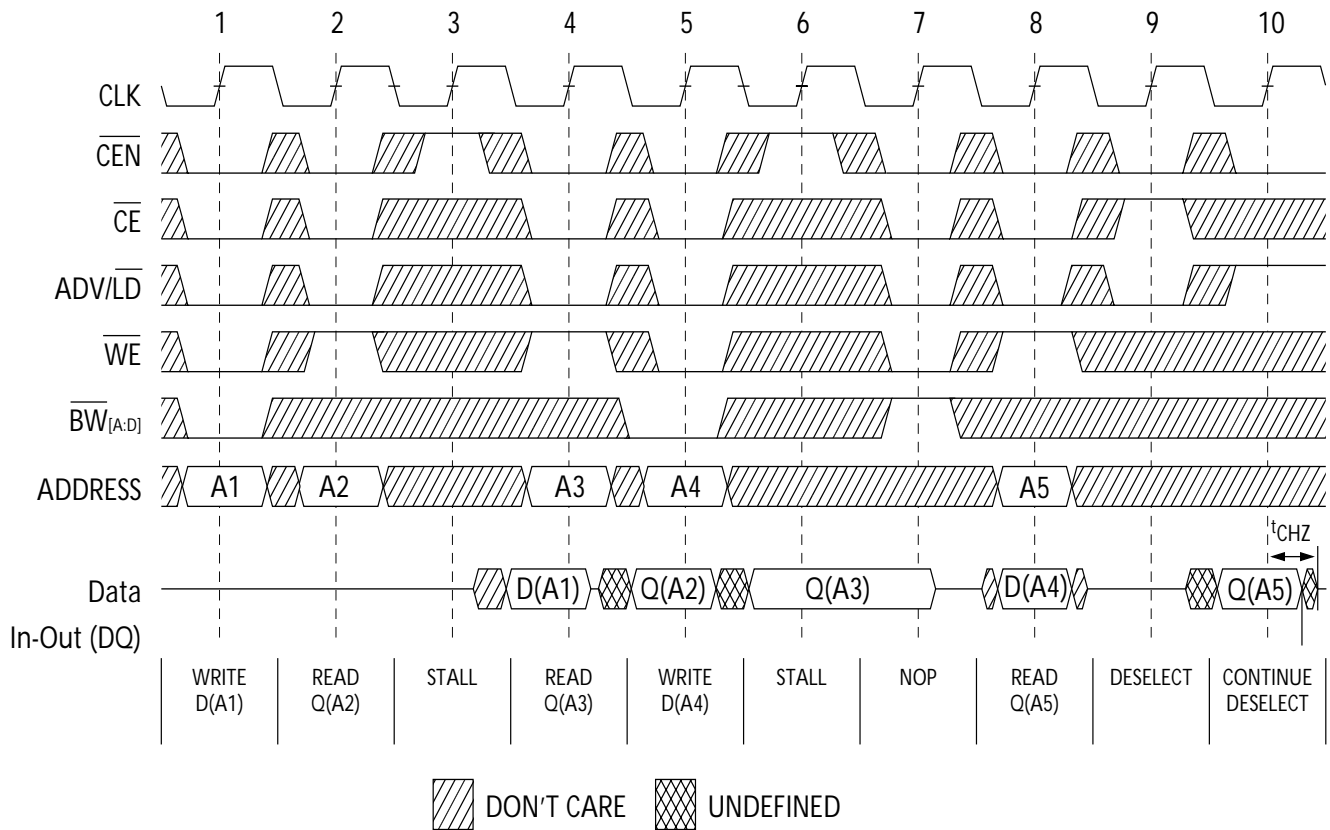 1 2 3 4 5 6 7 8 9 10
CLK
CEN
CE
ADV/LD
WE
BW[A:D]
ADDRESS A1 A2 A3 A4 A5
tCHZ
Data D(A1) Q(A2) Q(A3) D(A4) Q(A5)
In-Out (DQ)
WRITE READ STALL READ WRITE STALL NOP READ DESELECT CONTINUE
D(A1) Q(A2) Q(A3) D(A4) Q(A5) DESELECT
DON'T CARE UNDEFINED